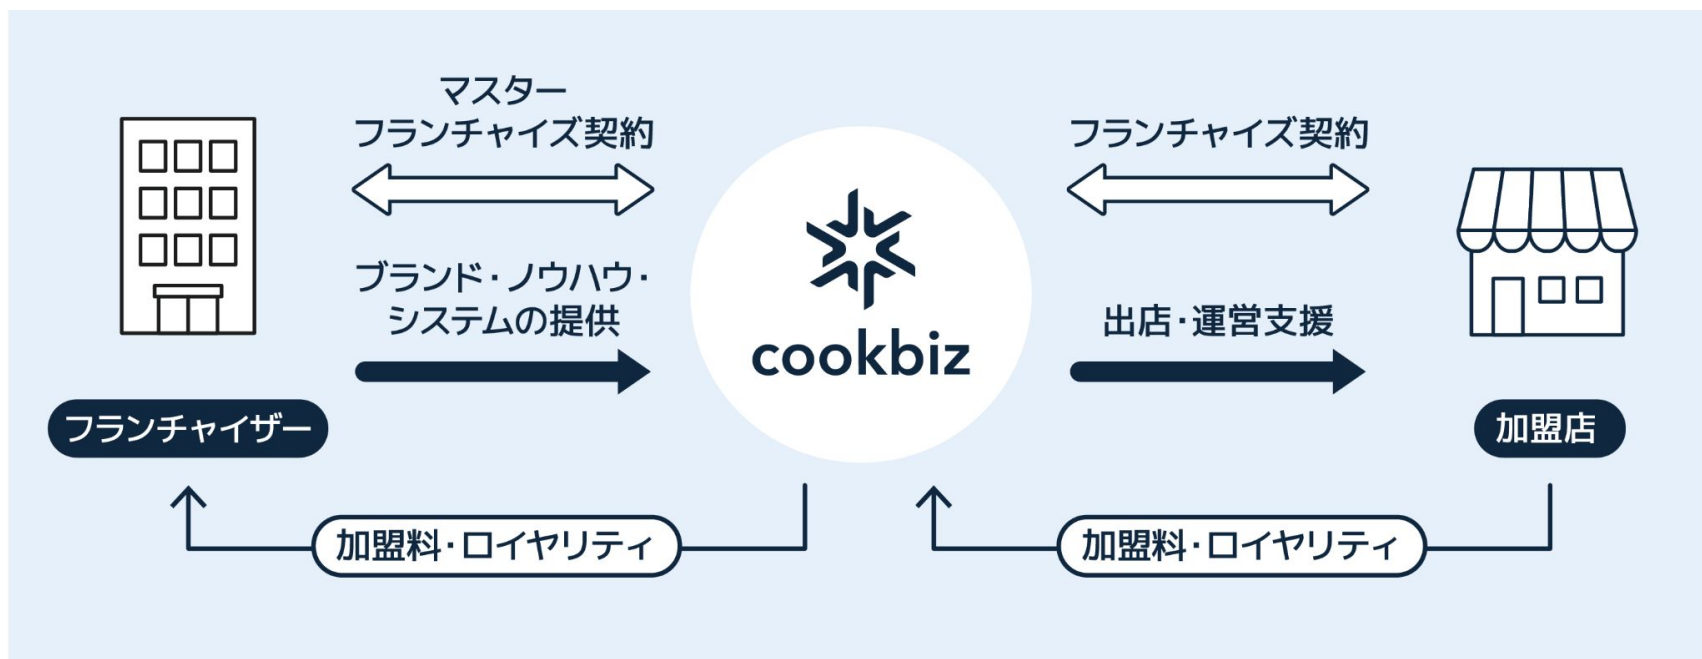 マスター
フランチャイズ契約
ブランド・ノウハウ・
システムの提供
フランチャイザー
加盟料・ロイヤリティ
cookbiz
フランチャイズ契約
出店・運営支援
加盟店
加盟料・ロイヤリティ